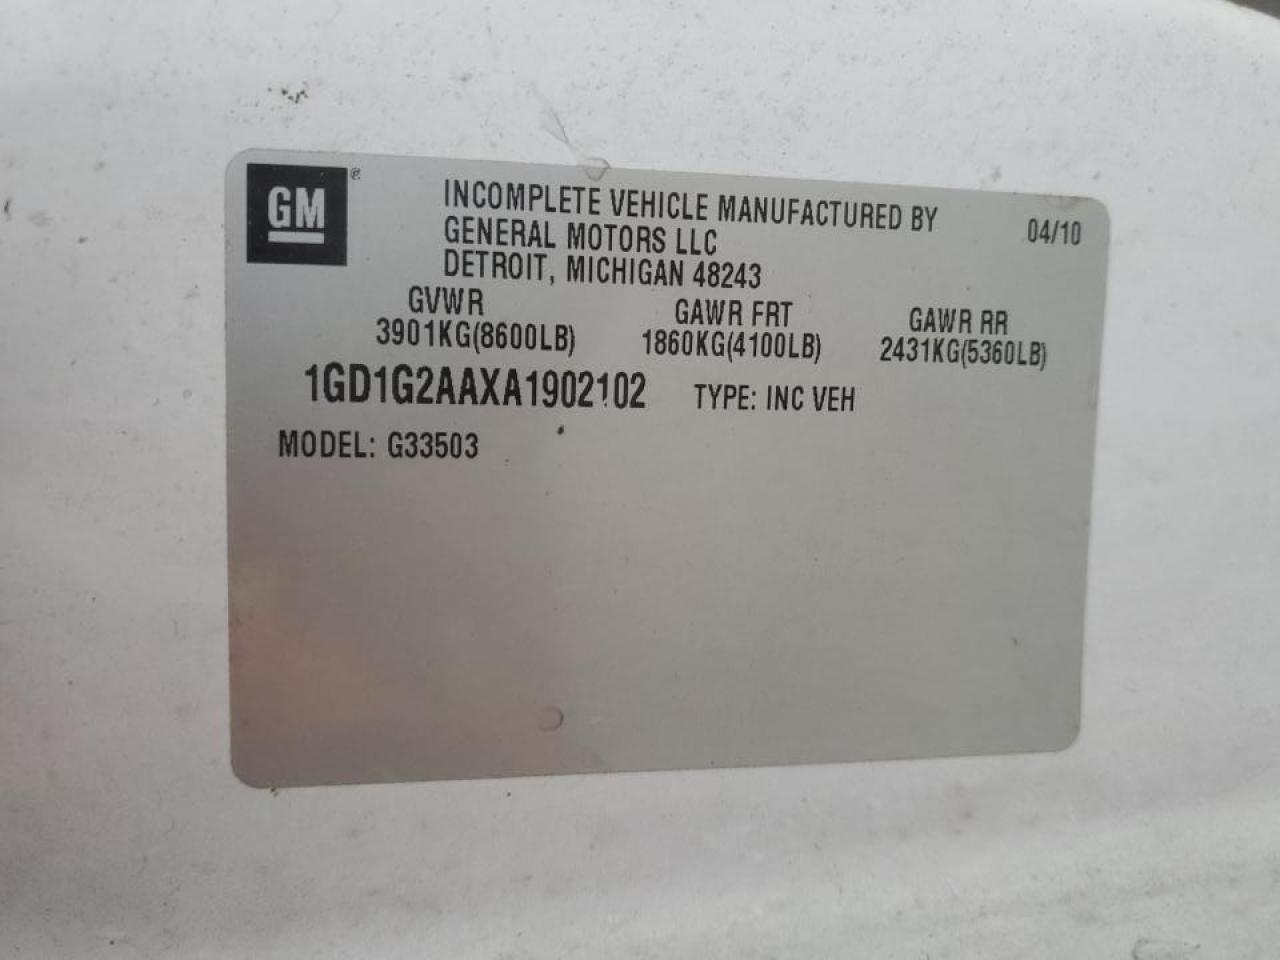 GM®
INCOMPLETE VEHICLE MANUFACTURED BY 04/10
GENERAL MOTORS LLC
DETROIT, MICHIGAN 48243
GVWR GAWR FRT GAWR RR
3901KG(8600LB) 1860KG(4100LB) 2431KG(5360LB)
1GD1G2AAXA1902102 TYPE: INC VEH
MODEL: G33503